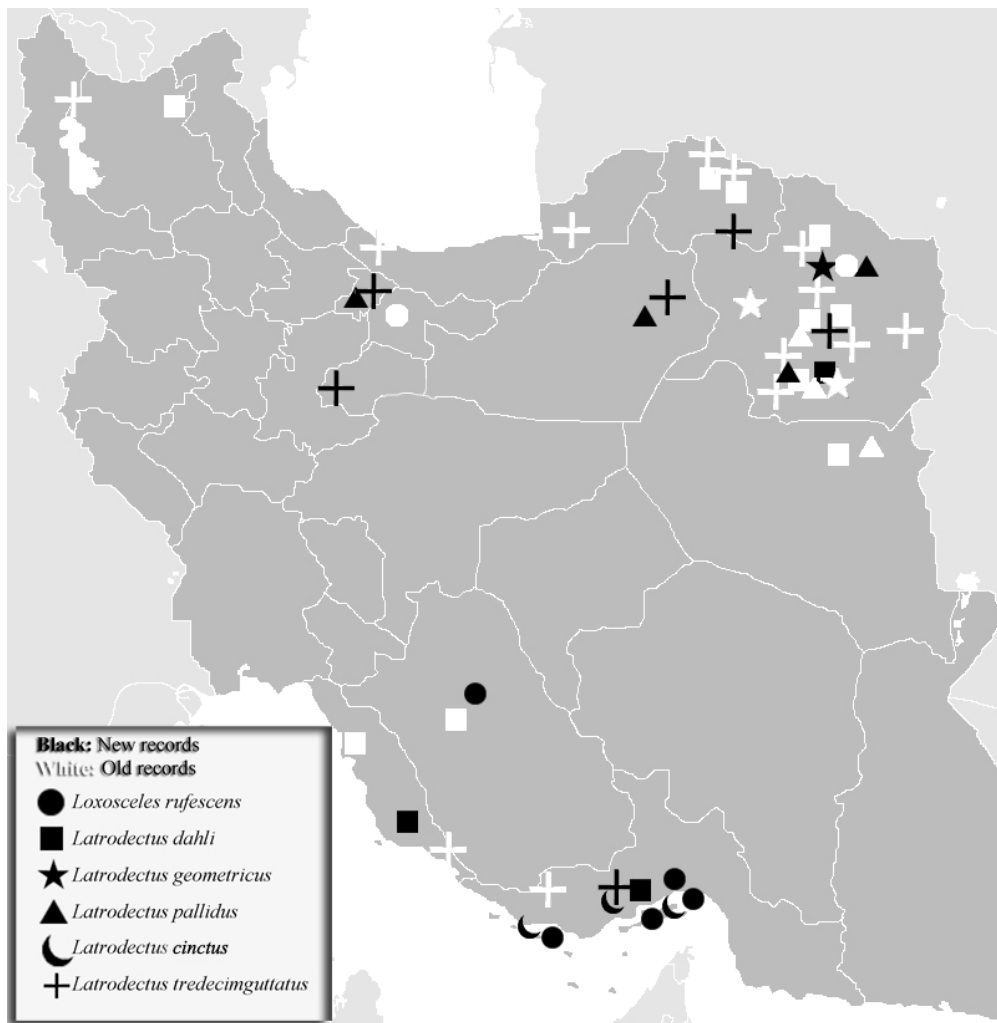 Black: New records
White: Old records
Loxosceles rufescens
Latrodectus dahli
Latrodectus geometricus
Latrodectus pallidus
Latrodectus cinctus
Latrodectus tredecimguttatus